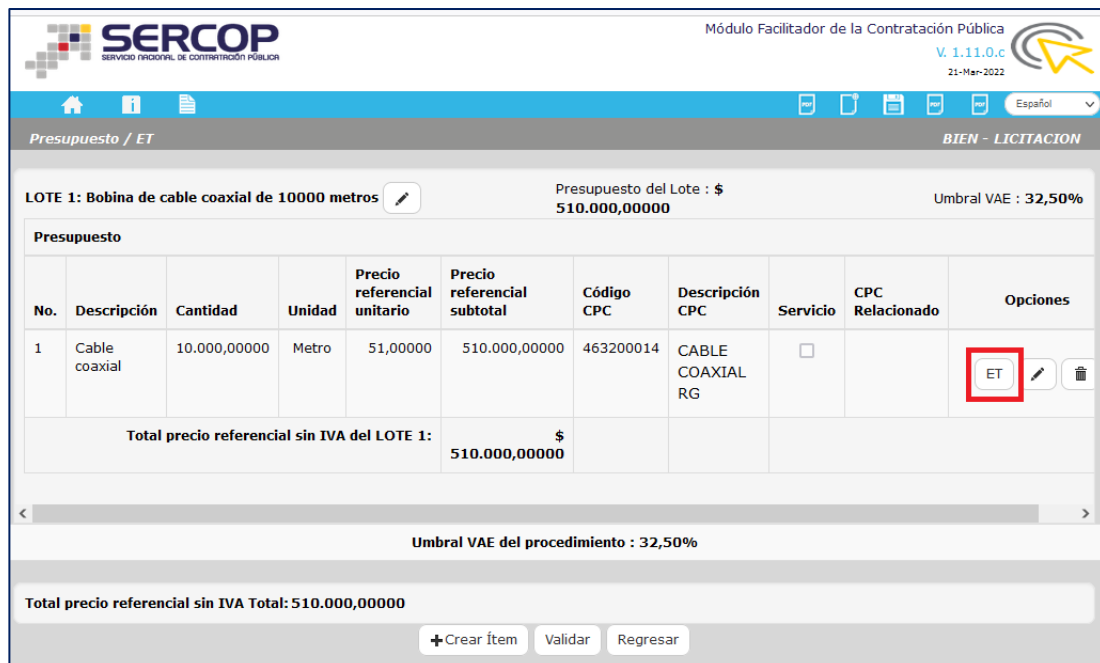 SERCOP
SERVICIO NACIONAL DE CONTRATACIÓN PÚBLICA
Módulo Facilitador de la Contratación Pública
V. 1.11.0.c
21-Mar-2022
PDF PDF PDF Español
Presupuesto / ET BIEN - LICITACION
LOTE 1: Bobina de cable coaxial de 10000 metros
Presupuesto del Lote : $
510.000,00000
Umbral VAE : 32,50%
Presupuesto
No. Descripción Cantidad Unidad Precio referencial unitario Precio referencial subtotal Código CPC Descripción CPC Servicio CPC Relacionado Opciones
1 Cable coaxial 10.000,00000 Metro 51,00000 510.000,00000 463200014 CABLE COAXIAL RG ET
Total precio referencial sin IVA del LOTE 1: $ 510.000,00000
Umbral VAE del procedimiento : 32,50%
Total precio referencial sin IVA Total: 510.000,00000
+Crear Ítem Validar Regresar